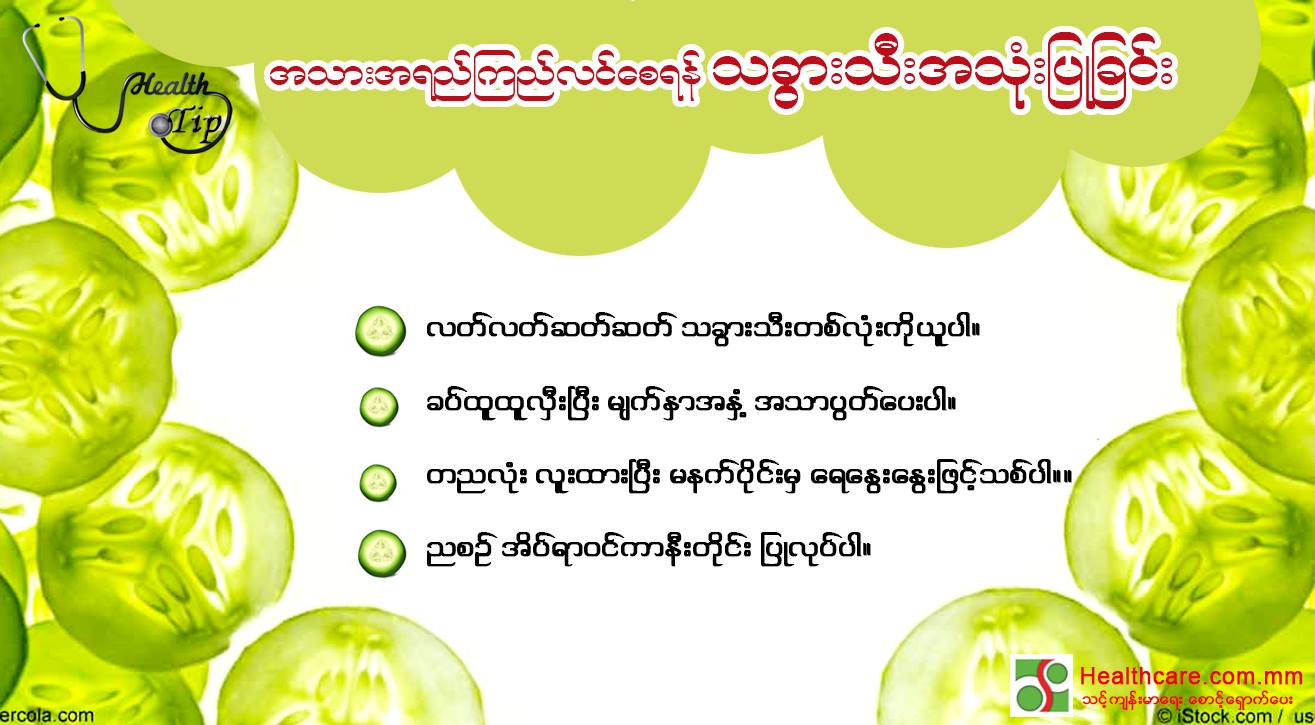 Health
Tip
အသားအရည်ကြည်လင်စေရန် သခွားသီးအသုံးပြုခြင်း
လတ်လတ်ဆတ်ဆတ် သခွားသီးတစ်လုံးကိုယူပါ။
ခပ်ထူထူလှီးပြီး မျက်နှာအနှံ့ အသာပွတ်ပေးပါ။
တညလုံး လူးထားပြီး မနက်ပိုင်းမှ ရေနွေးနွေးဖြင့်သစ်ပါ။။
ညစဉ် အိပ်ရာဝင်ကာနီးတိုင်း ပြုလုပ်ပါ။
Healthcare.com.mm
သင့်ကျန်းမာရေး စောင့်ရှောက်ပေး
ercola.com
© iStock.com / us